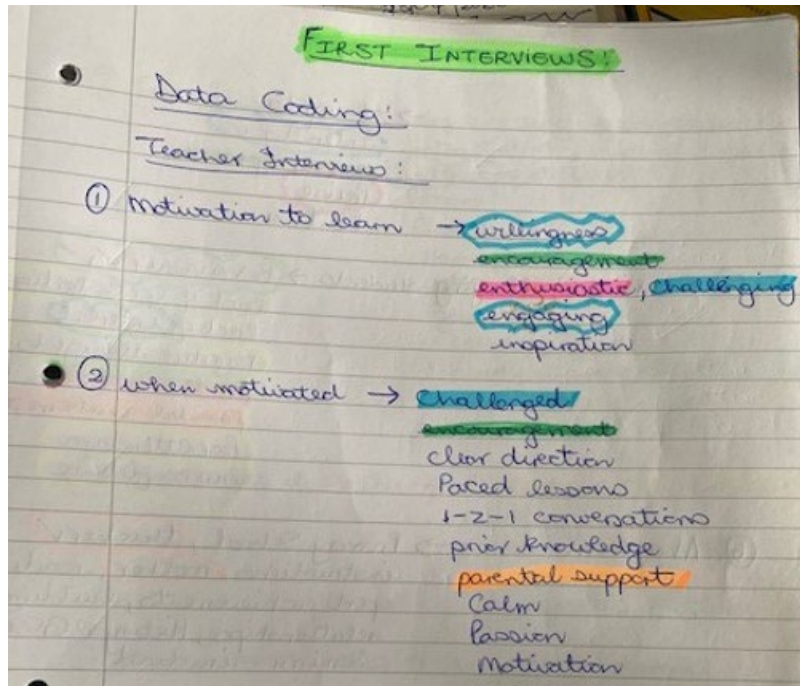 FIRST INTERVIEWS:
Data Coding:
Teacher Interviews:
① Motivation to learn → willingness
encouragement
enthusiastic, challenging
engaging
inspiration
② when motivated → challenged
encouragement
clear direction
Paced lessons
1-2-1 conversations
prior knowledge
parental support
Calm
Passion
Motivation